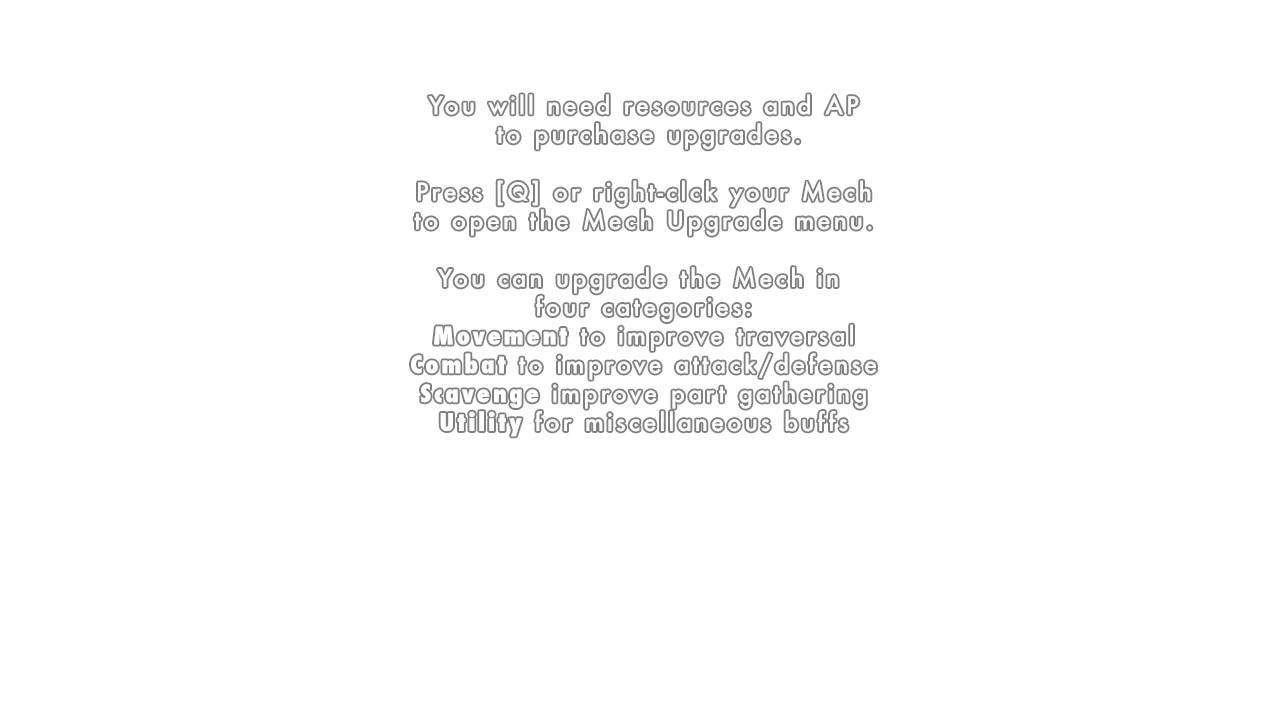 You will need resources and AP
to purchase upgrades.
Press [Q] or right-clck your Mech
to open the Mech Upgrade menu.
You can upgrade the Mech in
four categories:
Movement to improve traversal
Combat to improve attack/defense
Scavenge improve part gathering
Utility for miscellaneous buffs